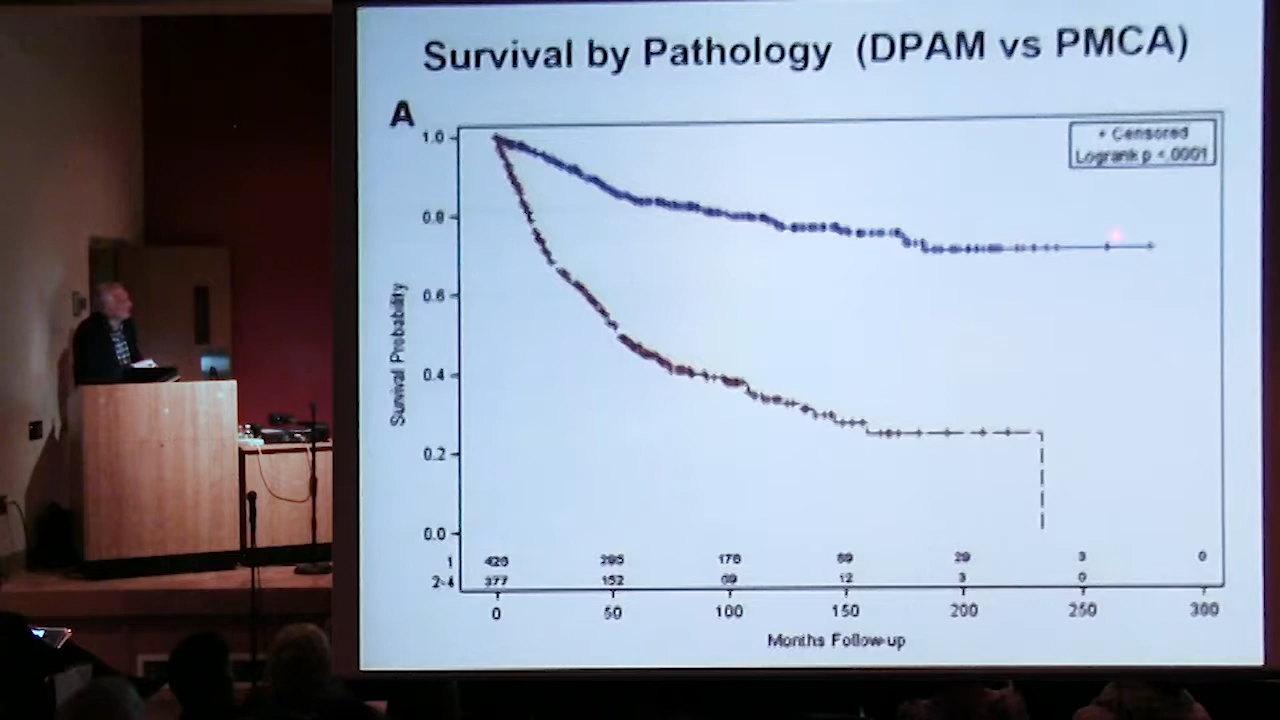 Survival by Pathology (DPAM vs PMCA)
A
+ Censored
Logrank p <.0001
1.0
0.8
0.6
0.4
0.2
0.0
Survival Probability
1 420 295 176 69 29 3 0
2-4 377 152 69 12 3 0
0 50 100 150 200 250 300
Months Follow-up